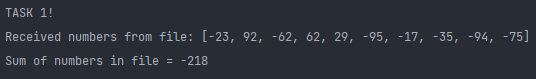 TASK 1!
Received numbers from file: [-23, 92, -62, 62, 29, -95, -17, -35, -94, -75]
Sum of numbers in file = -218